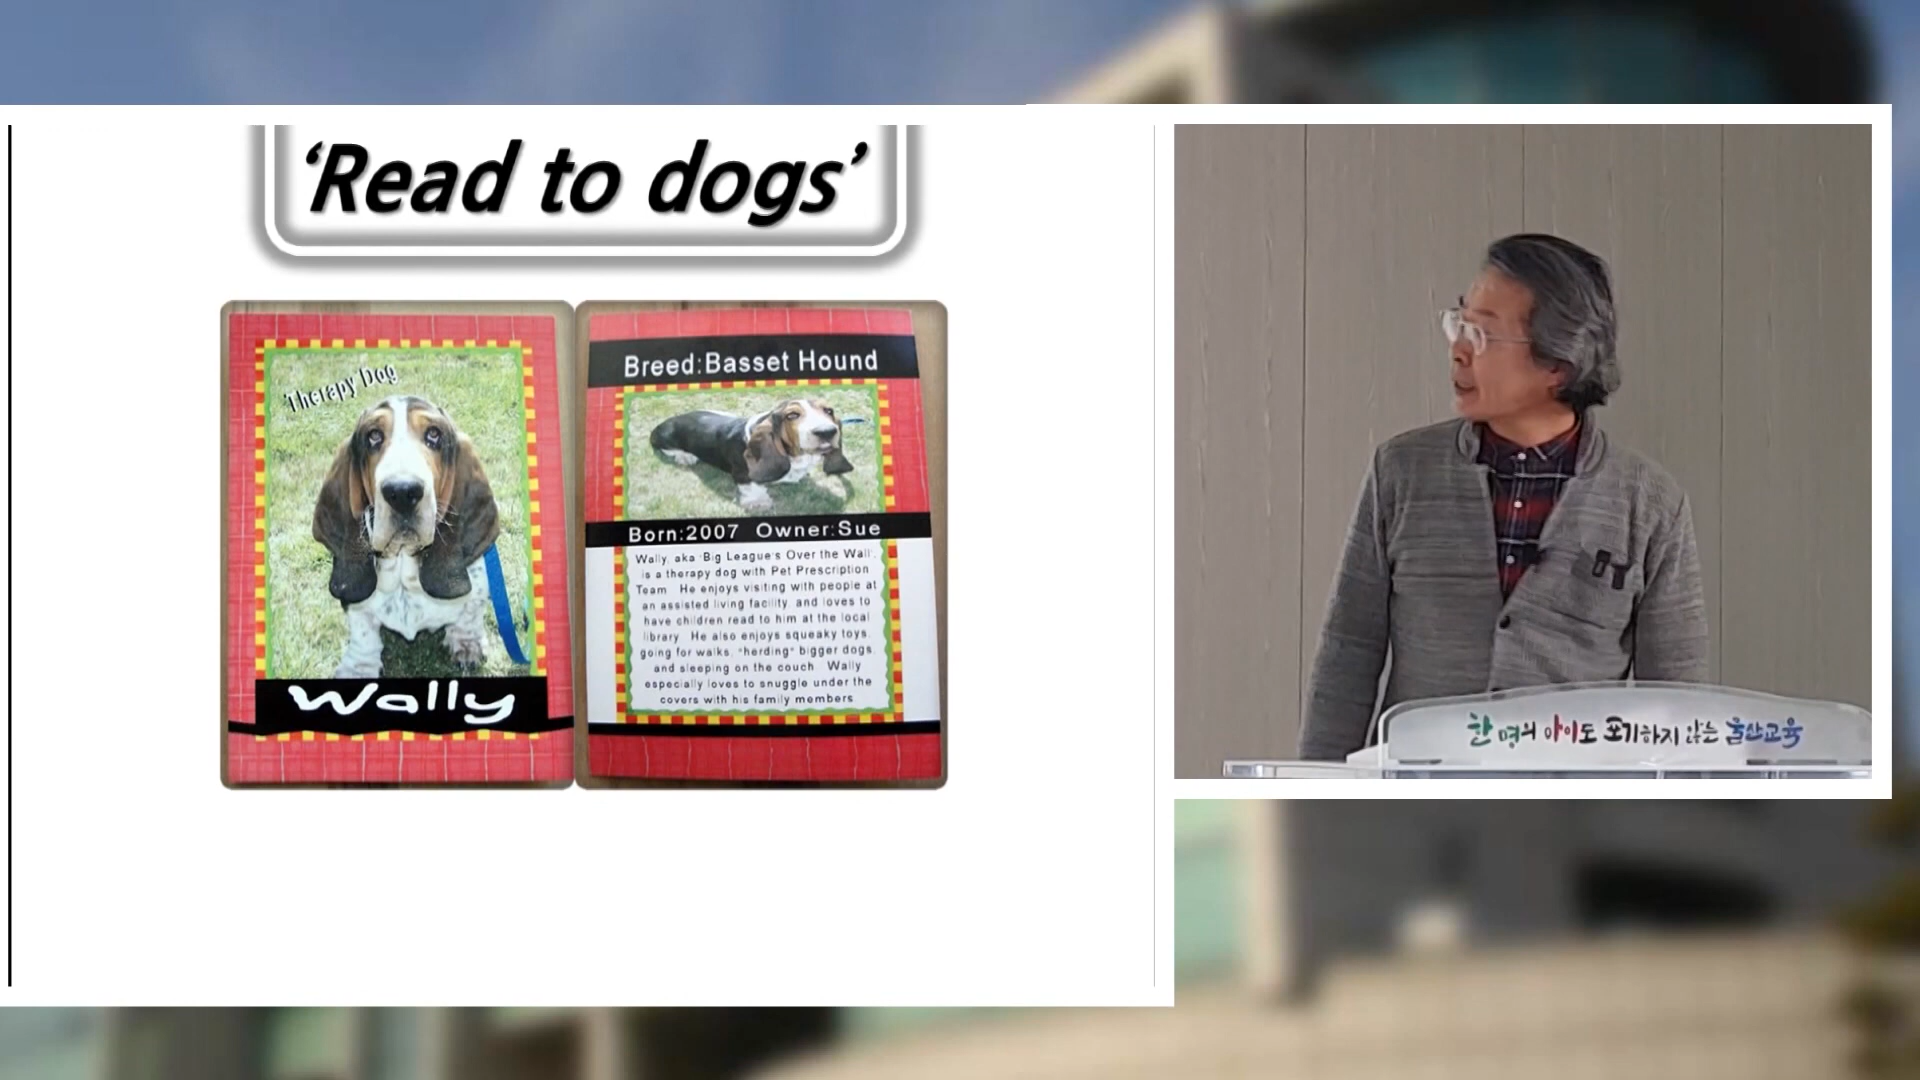 ‘Read to dogs’
Therapy Dog
Wally
Breed:Basset Hound
Born:2007 Owner:Sue
Wally, aka "Big League's Over the Wall",
is a therapy dog with Pet Prescription
Team. He enjoys visiting with people at
an assisted living facility, and loves to
have children read to him at the local
library. He also enjoys squeaky toys,
going for walks, "herding" bigger dogs,
and sleeping on the couch. Wally
especially loves to snuggle under the
covers with his family members.
한 명의 아이도 포기하지 않는 울산교육